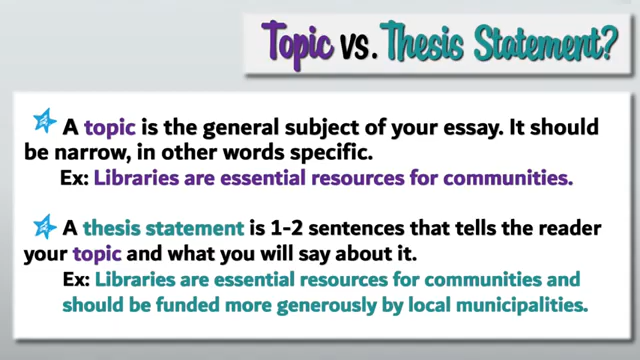 Topic vs. Thesis Statement?
A topic is the general subject of your essay. It should
be narrow, in other words specific.
Ex: Libraries are essential resources for communities.
A thesis statement is 1-2 sentences that tells the reader
your topic and what you will say about it.
Ex: Libraries are essential resources for communities and
should be funded more generously by local municipalities.